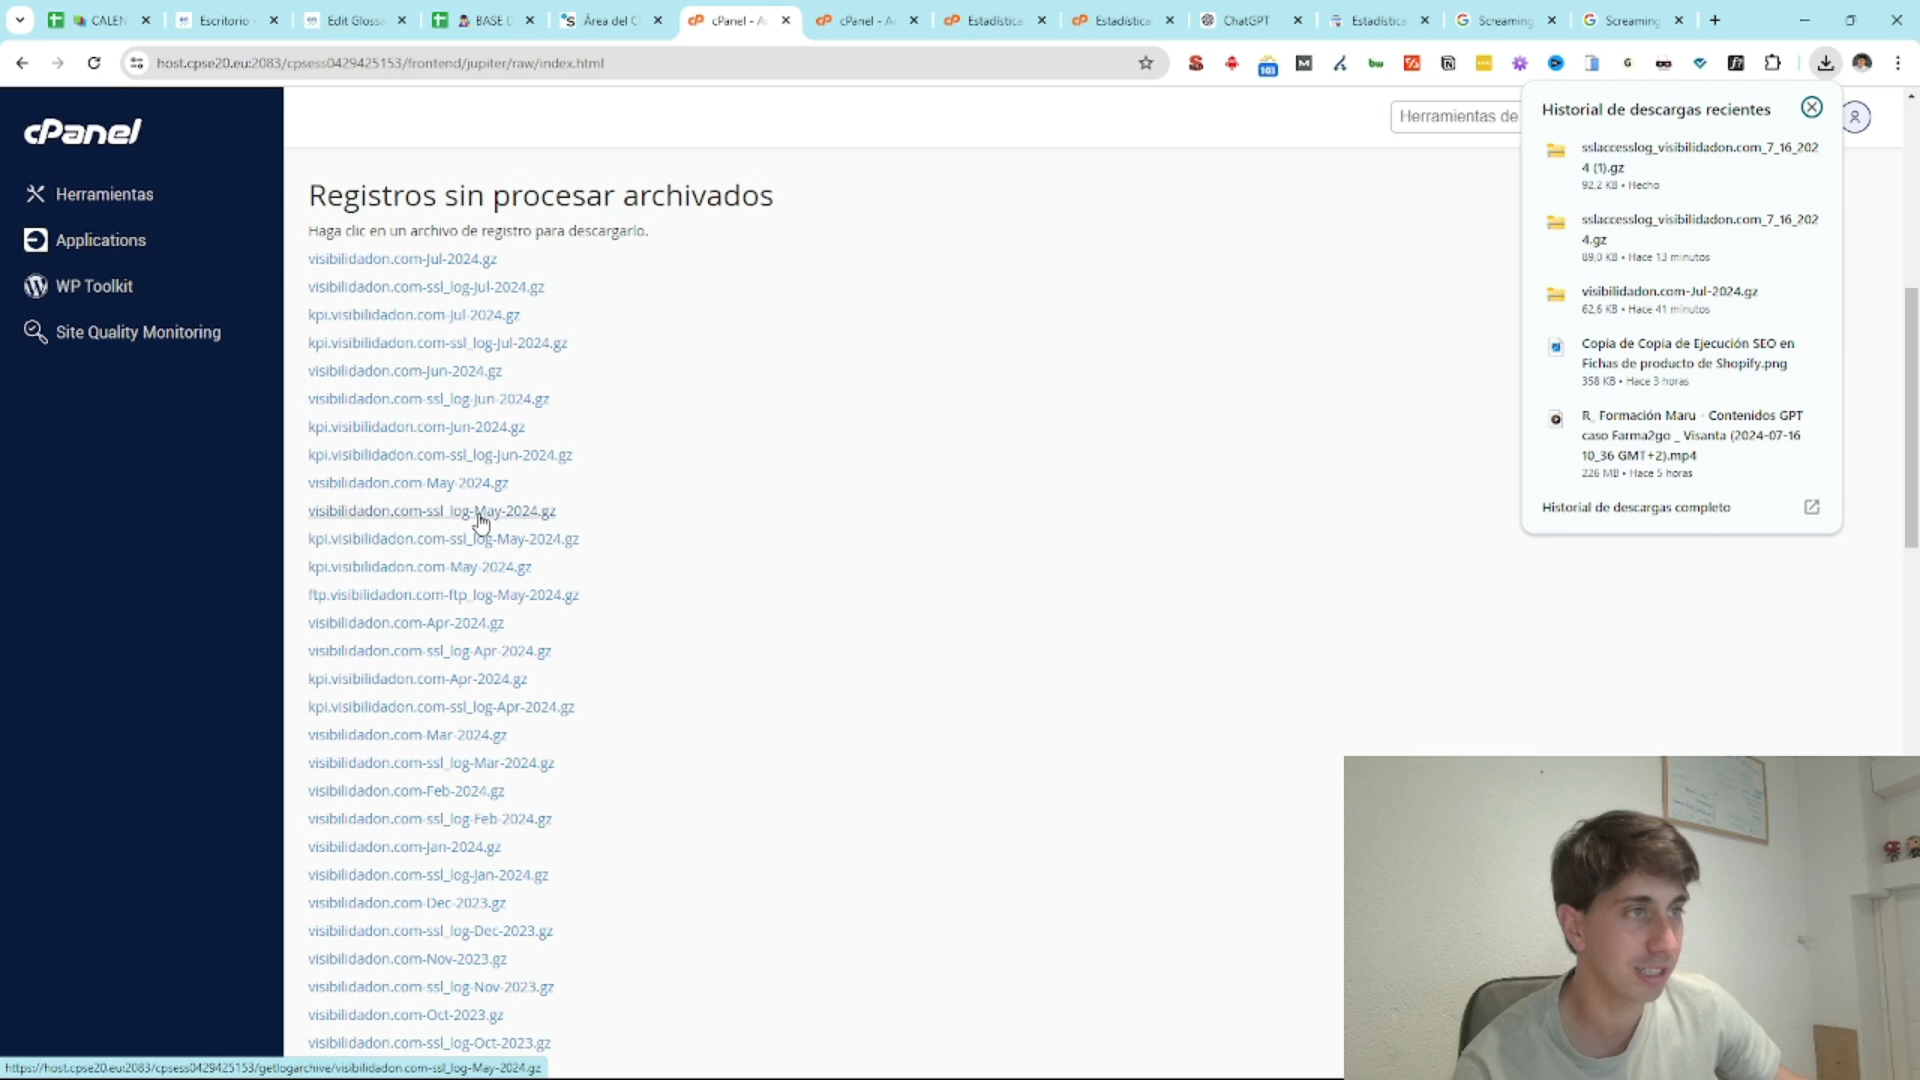 CALEN
Escritorio -
Edit Gloss
BASE D
Área del C
cPanel - A
cPanel - A
Estadística
Estadística
ChatGPT
Estadística
Screaming
Screaming
host.cpse20.eu:2083/cpsess0429425153/frontend/jupiter/raw/index.html
103
cPanel
Herramientas
Applications
WP Toolkit
Site Quality Monitoring
Herramientas de
Registros sin procesar archivados
Haga clic en un archivo de registro para descargarlo.
visibilidadon.com-Jul-2024.gz
visibilidadon.com-ssl_log-Jul-2024.gz
kpi.visibilidadon.com-Jul-2024.gz
kpi.visibilidadon.com-ssl_log-Jul-2024.gz
visibilidadon.com-Jun-2024.gz
visibilidadon.com-ssl_log-Jun-2024.gz
kpi.visibilidadon.com-Jun-2024.gz
kpi.visibilidadon.com-ssl_log-Jun-2024.gz
visibilidadon.com-May-2024.gz
visibilidadon.com-ssl_log-May-2024.gz
kpi.visibilidadon.com-ssl_log-May-2024.gz
kpi.visibilidadon.com-May-2024.gz
ftp.visibilidadon.com-ftp_log-May-2024.gz
visibilidadon.com-Apr-2024.gz
visibilidadon.com-ssl_log-Apr-2024.gz
kpi.visibilidadon.com-Apr-2024.gz
kpi.visibilidadon.com-ssl_log-Apr-2024.gz
visibilidadon.com-Mar-2024.gz
visibilidadon.com-ssl_log-Mar-2024.gz
visibilidadon.com-Feb-2024.gz
visibilidadon.com-ssl_log-Feb-2024.gz
visibilidadon.com-Jan-2024.gz
visibilidadon.com-ssl_log-Jan-2024.gz
visibilidadon.com-Dec-2023.gz
visibilidadon.com-ssl_log-Dec-2023.gz
visibilidadon.com-Nov-2023.gz
visibilidadon.com-ssl_log-Nov-2023.gz
visibilidadon.com-Oct-2023.gz
visibilidadon.com-ssl_log-Oct-2023.gz
https://host.cpse20.eu:2083/cpsess0429425153/getlogarchive/visibilidadon.com-ssl_log-May-2024.gz
Historial de descargas recientes
sslaccesslog_visibilidadon.com_7_16_202
4 (1).gz
92,2 KB • Hecho
sslaccesslog_visibilidadon.com_7_16_202
4.gz
89,0 KB • Hace 13 minutos
visibilidadon.com-Jul-2024.gz
62,6 KB • Hace 41 minutos
Copia de Copia de Ejecución SEO en
Fichas de producto de Shopify.png
358 KB • Hace 3 horas
R_ Formación Maru - Contenidos GPT
caso Farma2go _ Visanta (2024-07-16
10_36 GMT+2).mp4
226 MB • Hace 5 horas
Historial de descargas completo